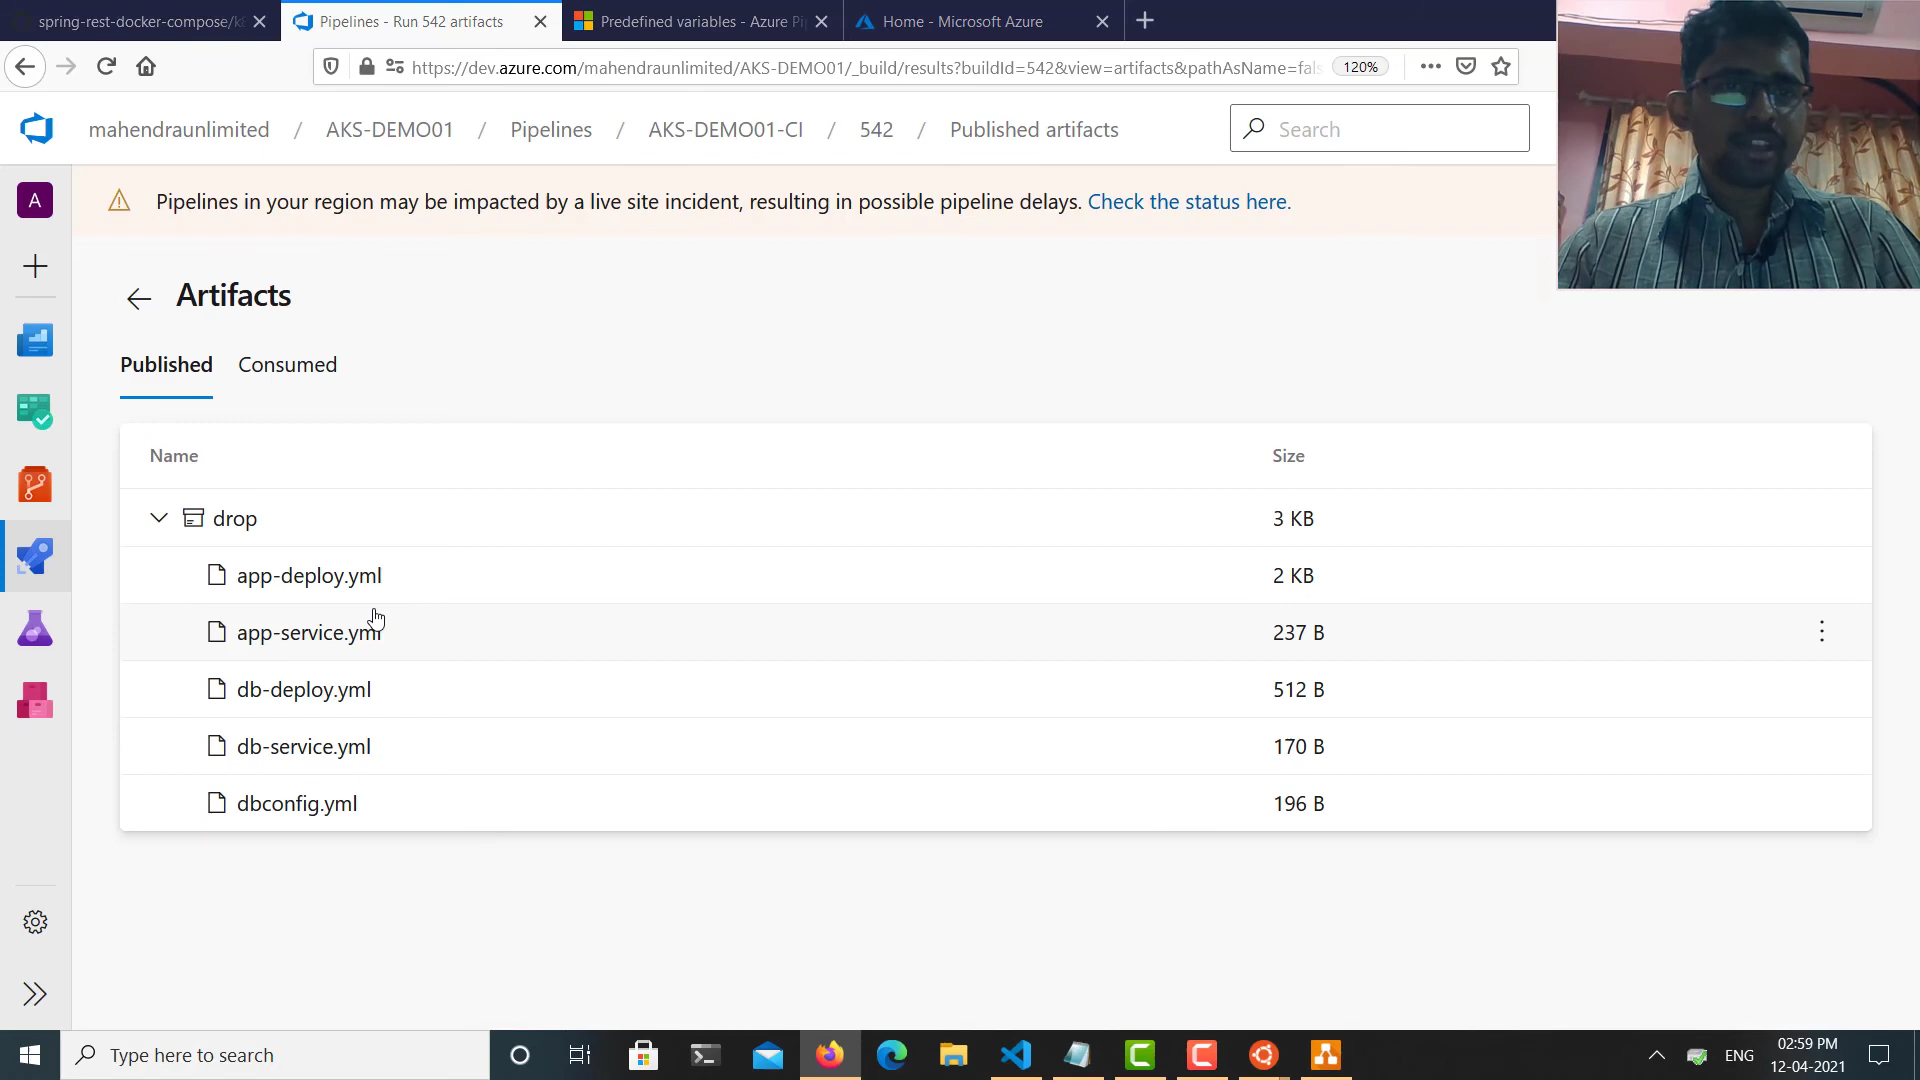 spring-rest-docker-compose/k
Pipelines - Run 542 artifacts
Predefined variables - Azure Pi
Home - Microsoft Azure
https://dev.azure.com/mahendraunlimited/AKS-DEMO01/_build/results?buildId=542&view=artifacts&pathAsName=fals
120%
mahendraunlimited / AKS-DEMO01 / Pipelines / AKS-DEMO01-CI / 542 / Published artifacts
Search
A
Pipelines in your region may be impacted by a live site incident, resulting in possible pipeline delays. Check the status here.
Artifacts
Published Consumed
Name Size
drop 3 KB
app-deploy.yml 2 KB
app-service.yml 237 B
db-deploy.yml 512 B
db-service.yml 170 B
dbconfig.yml 196 B
Type here to search
ENG
02:59 PM
12-04-2021